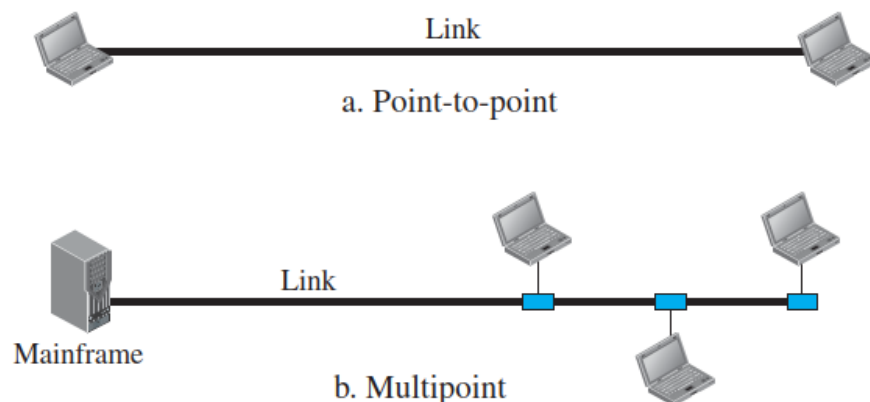 Link
a. Point-to-point
Link
Mainframe
b. Multipoint